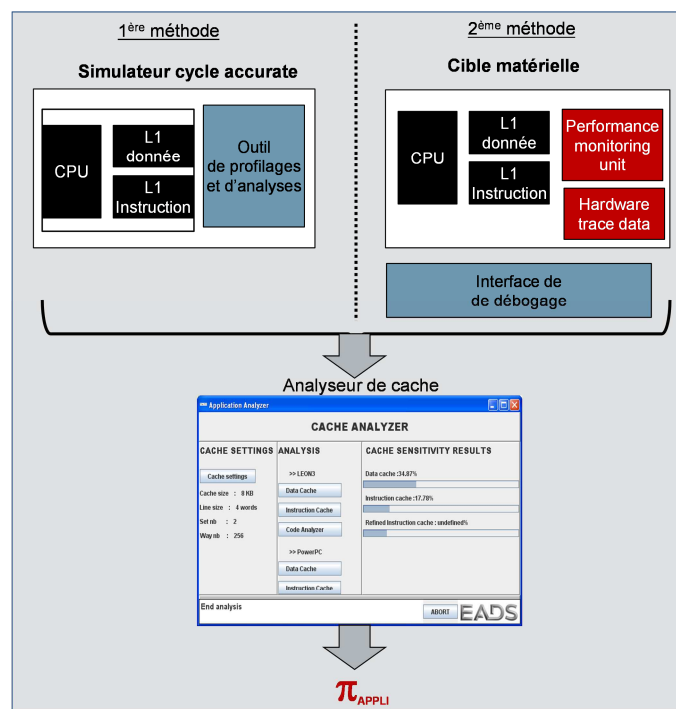 1ère méthode
Simulateur cycle accurate
CPU
L1
donnée
L1
Instruction
Outil
de profilages
et d'analyses
2ème méthode
Cible matérielle
CPU
L1
donnée
L1
Instruction
Performance
monitoring
unit
Hardware
trace data
Interface de
de débogage
Analyseur de cache
Application Analyzer
CACHE ANALYZER
CACHE SETTINGS
Cache settings
Cache size : 8 KB
Line size : 4 words
Set nb : 2
Way nb : 256
ANALYSIS
>> LEON3
Data Cache
Instruction Cache
Code Analyzer
>> PowerPC
Data Cache
Instruction Cache
CACHE SENSITIVITY RESULTS
Data cache :34.87%
Instruction cache :17.78%
Refined Instruction cache : undefined%
End analysis
ABORT
EADS
π APPLI